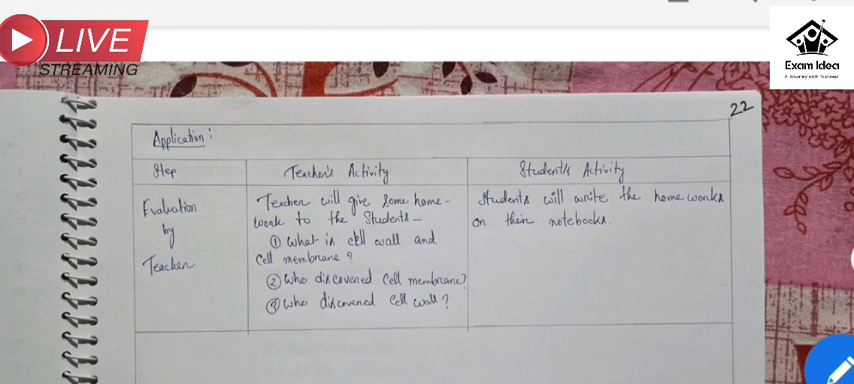 LIVE
STREAMING
Exam Idea
22
Application:
Step
Teacher's Activity
Student's Activity
Evaluation
by
Teacher
Teacher will give some home-
work to the Students-
① What is cell wall and
Cell membrane?
② Who discovered Cell membrane?
③ Who discovered Cell wall?
Students will write the home works
on their notebooks.